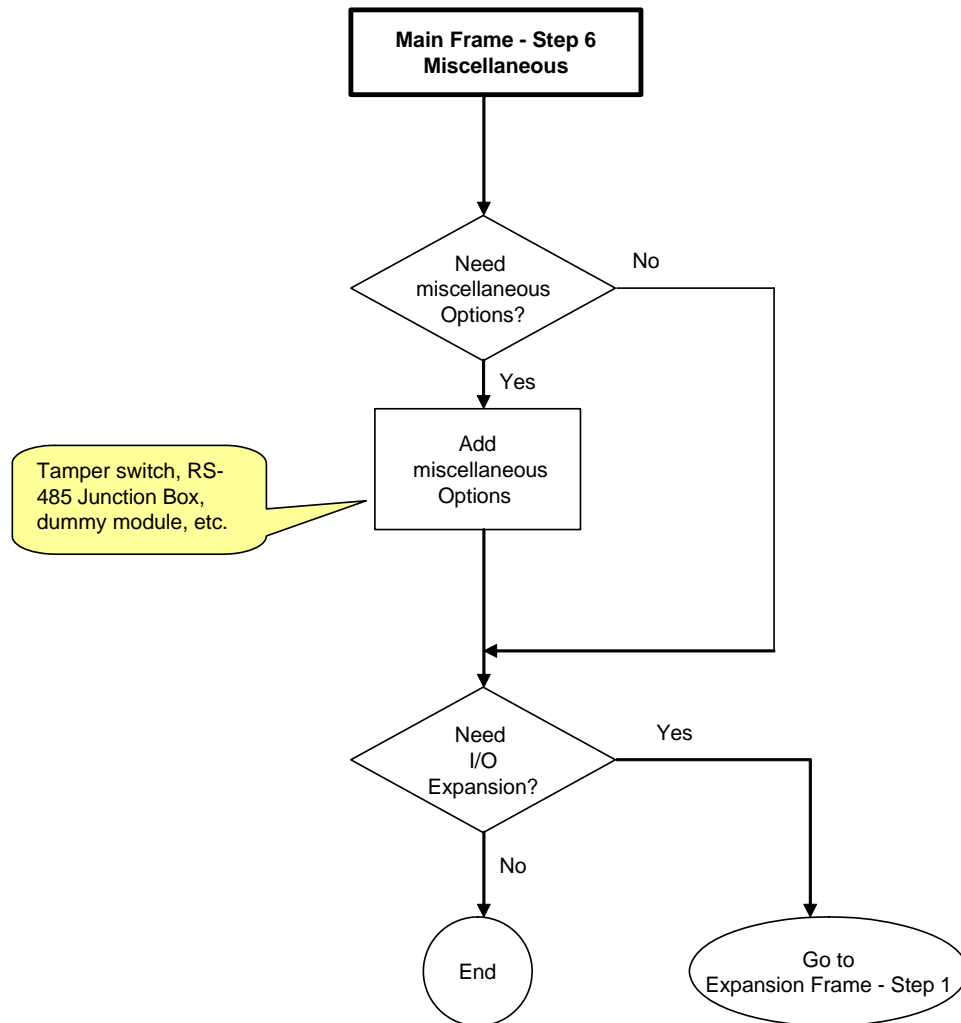 Main Frame - Step 6
Miscellaneous
Need
miscellaneous
Options?
No
Yes
Add
miscellaneous
Options
Tamper switch, RS-
485 Junction Box,
dummy module, etc.
Need
I/O
Expansion?
Yes
No
End
Go to
Expansion Frame - Step 1